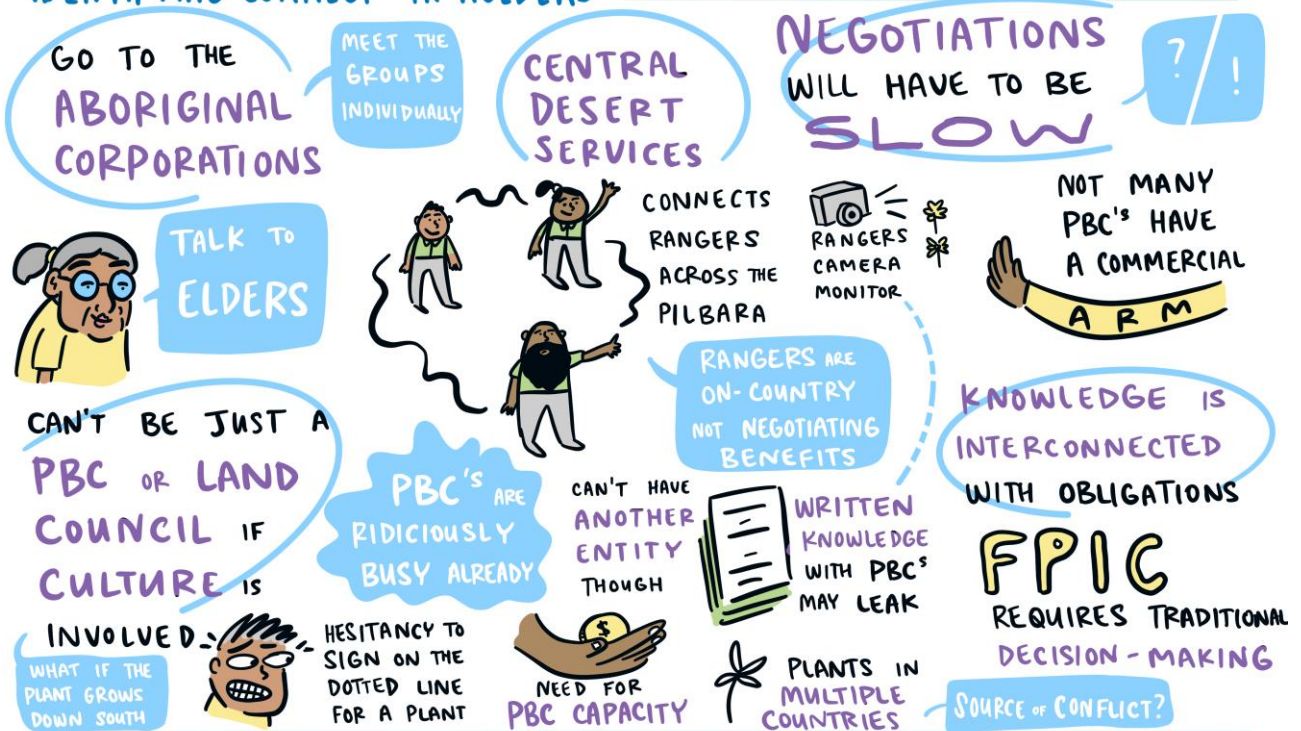 GO TO THE
ABORIGINAL
CORPORATIONS
MEET THE
GROUPS
INDIVIDUALLY
CENTRAL
DESERT
SERVICES
NEGOTIATIONS
WILL HAVE TO BE
SLOW
?/!
TALK TO
ELDERS
CONNECTS
RANGERS
ACROSS THE
PILBARA
RANGERS
CAMERA
MONITOR
NOT MANY
PBC'S HAVE
A COMMERCIAL
ARM
RANGERS ARE
ON-COUNTRY
NOT NEGOTIATING
BENEFITS
CAN'T BE JUST A
PBC OR LAND
COUNCIL IF
CULTURE IS
INVOLVED
WHAT IF THE
PLANT GROWS
DOWN SOUTH
HESITANCY TO
SIGN ON THE
DOTTED LINE
FOR A PLANT
PBC'S ARE
RIDICIOUSLY
BUSY ALREADY
CAN'T HAVE
ANOTHER
ENTITY
THOUGH
$
NEED FOR
PBC CAPACITY
WRITTEN
KNOWLEDGE
WITH PBCS
MAY LEAK
PLANTS IN
MULTIPLE
COUNTRIES
SOURCE OF CONFLICT?
KNOWLEDGE IS
INTERCONNECTED
WITH OBLIGATIONS
FPIC
REQUIRES TRADITIONAL
DECISION-MAKING